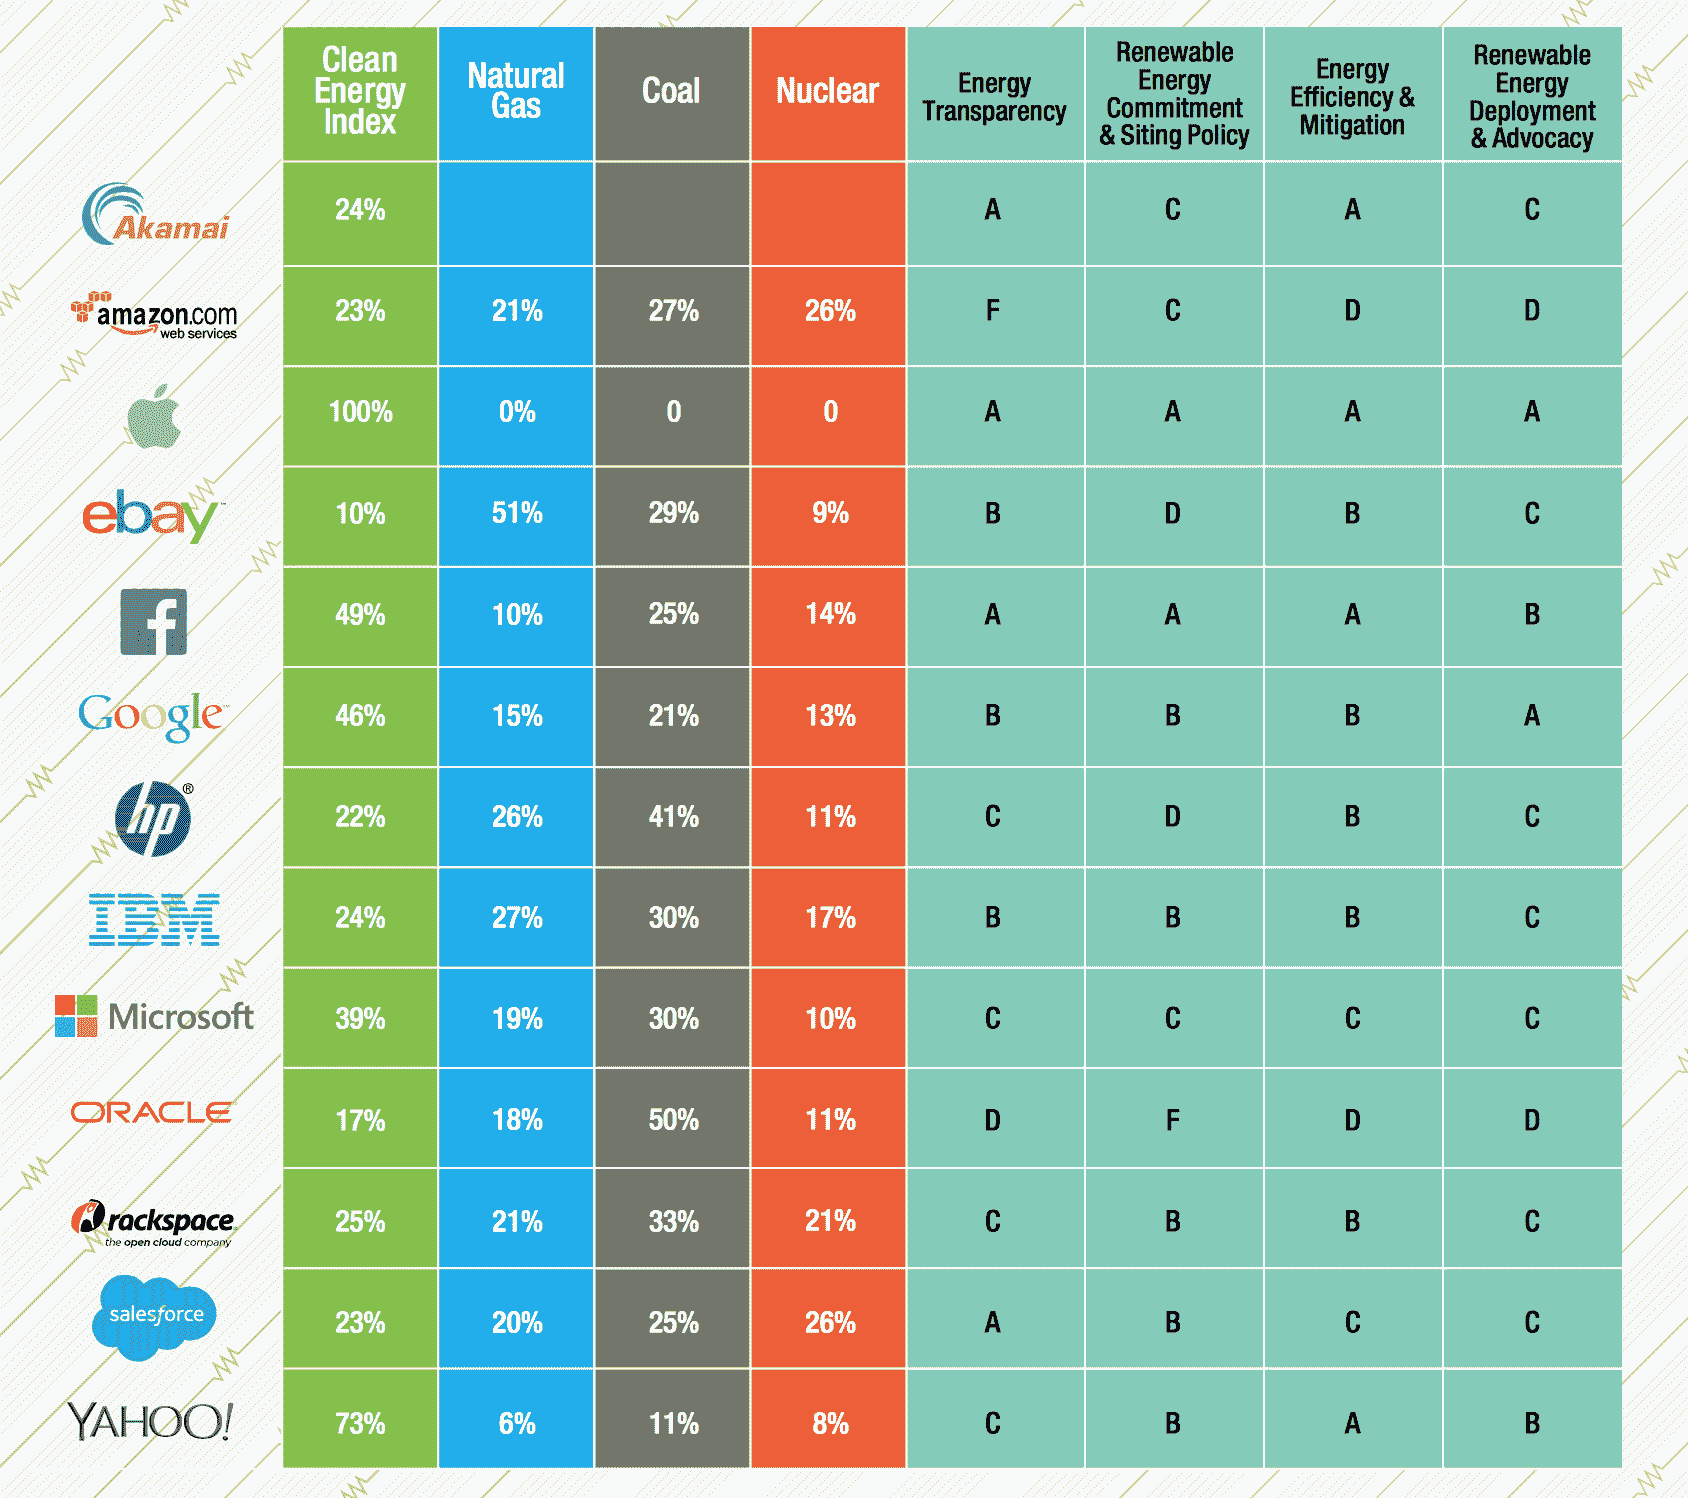 Clean
Energy
Index
Natural
Gas
Coal
Nuclear
Energy
Transparency
Renewable
Energy
Commitment
& Siting Policy
Energy
Efficiency &
Mitigation
Renewable
Energy
Deployment
& Advocacy
Akamai
24% A C A C
amazon.com
web services
23% 21% 27% 26% F C D D
100% 0% 0 0 A A A A
ebay™
10% 51% 29% 9% B D B C
f
49% 10% 25% 14% A A A B
Google™
46% 15% 21% 13% B B B A
hp®
22% 26% 41% 11% C D B C
IBM
24% 27% 30% 17% B B B C
Microsoft
39% 19% 30% 10% C C C C
ORACLE
17% 18% 50% 11% D F D D
rackspace
the open cloud company
25% 21% 33% 21% C B B C
salesforce
23% 20% 25% 26% A B C C
YAHOO!
73% 6% 11% 8% C B A B